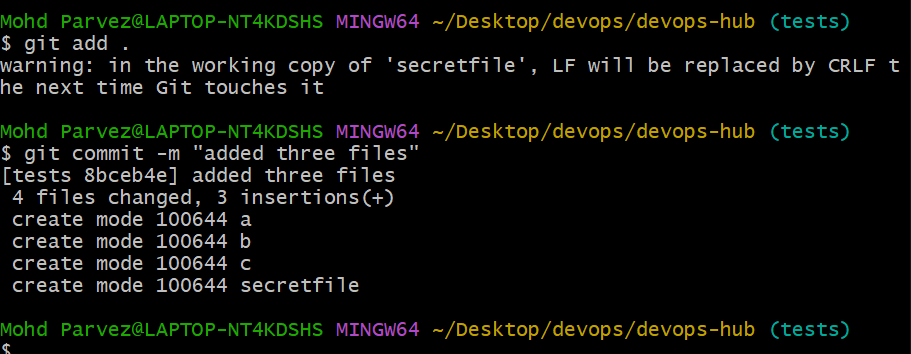 Mohd Parvez@LAPTOP-NT4KDSHS MINGW64 ~/Desktop/devops/devops-hub (tests)
$ git add .
warning: in the working copy of 'secretfile', LF will be replaced by CRLF t
he next time Git touches it
Mohd Parvez@LAPTOP-NT4KDSHS MINGW64 ~/Desktop/devops/devops-hub (tests)
$ git commit -m "added three files"
[tests 8bceb4e] added three files
 4 files changed, 3 insertions(+)
 create mode 100644 a
 create mode 100644 b
 create mode 100644 c
 create mode 100644 secretfile
Mohd Parvez@LAPTOP-NT4KDSHS MINGW64 ~/Desktop/devops/devops-hub (tests)
$